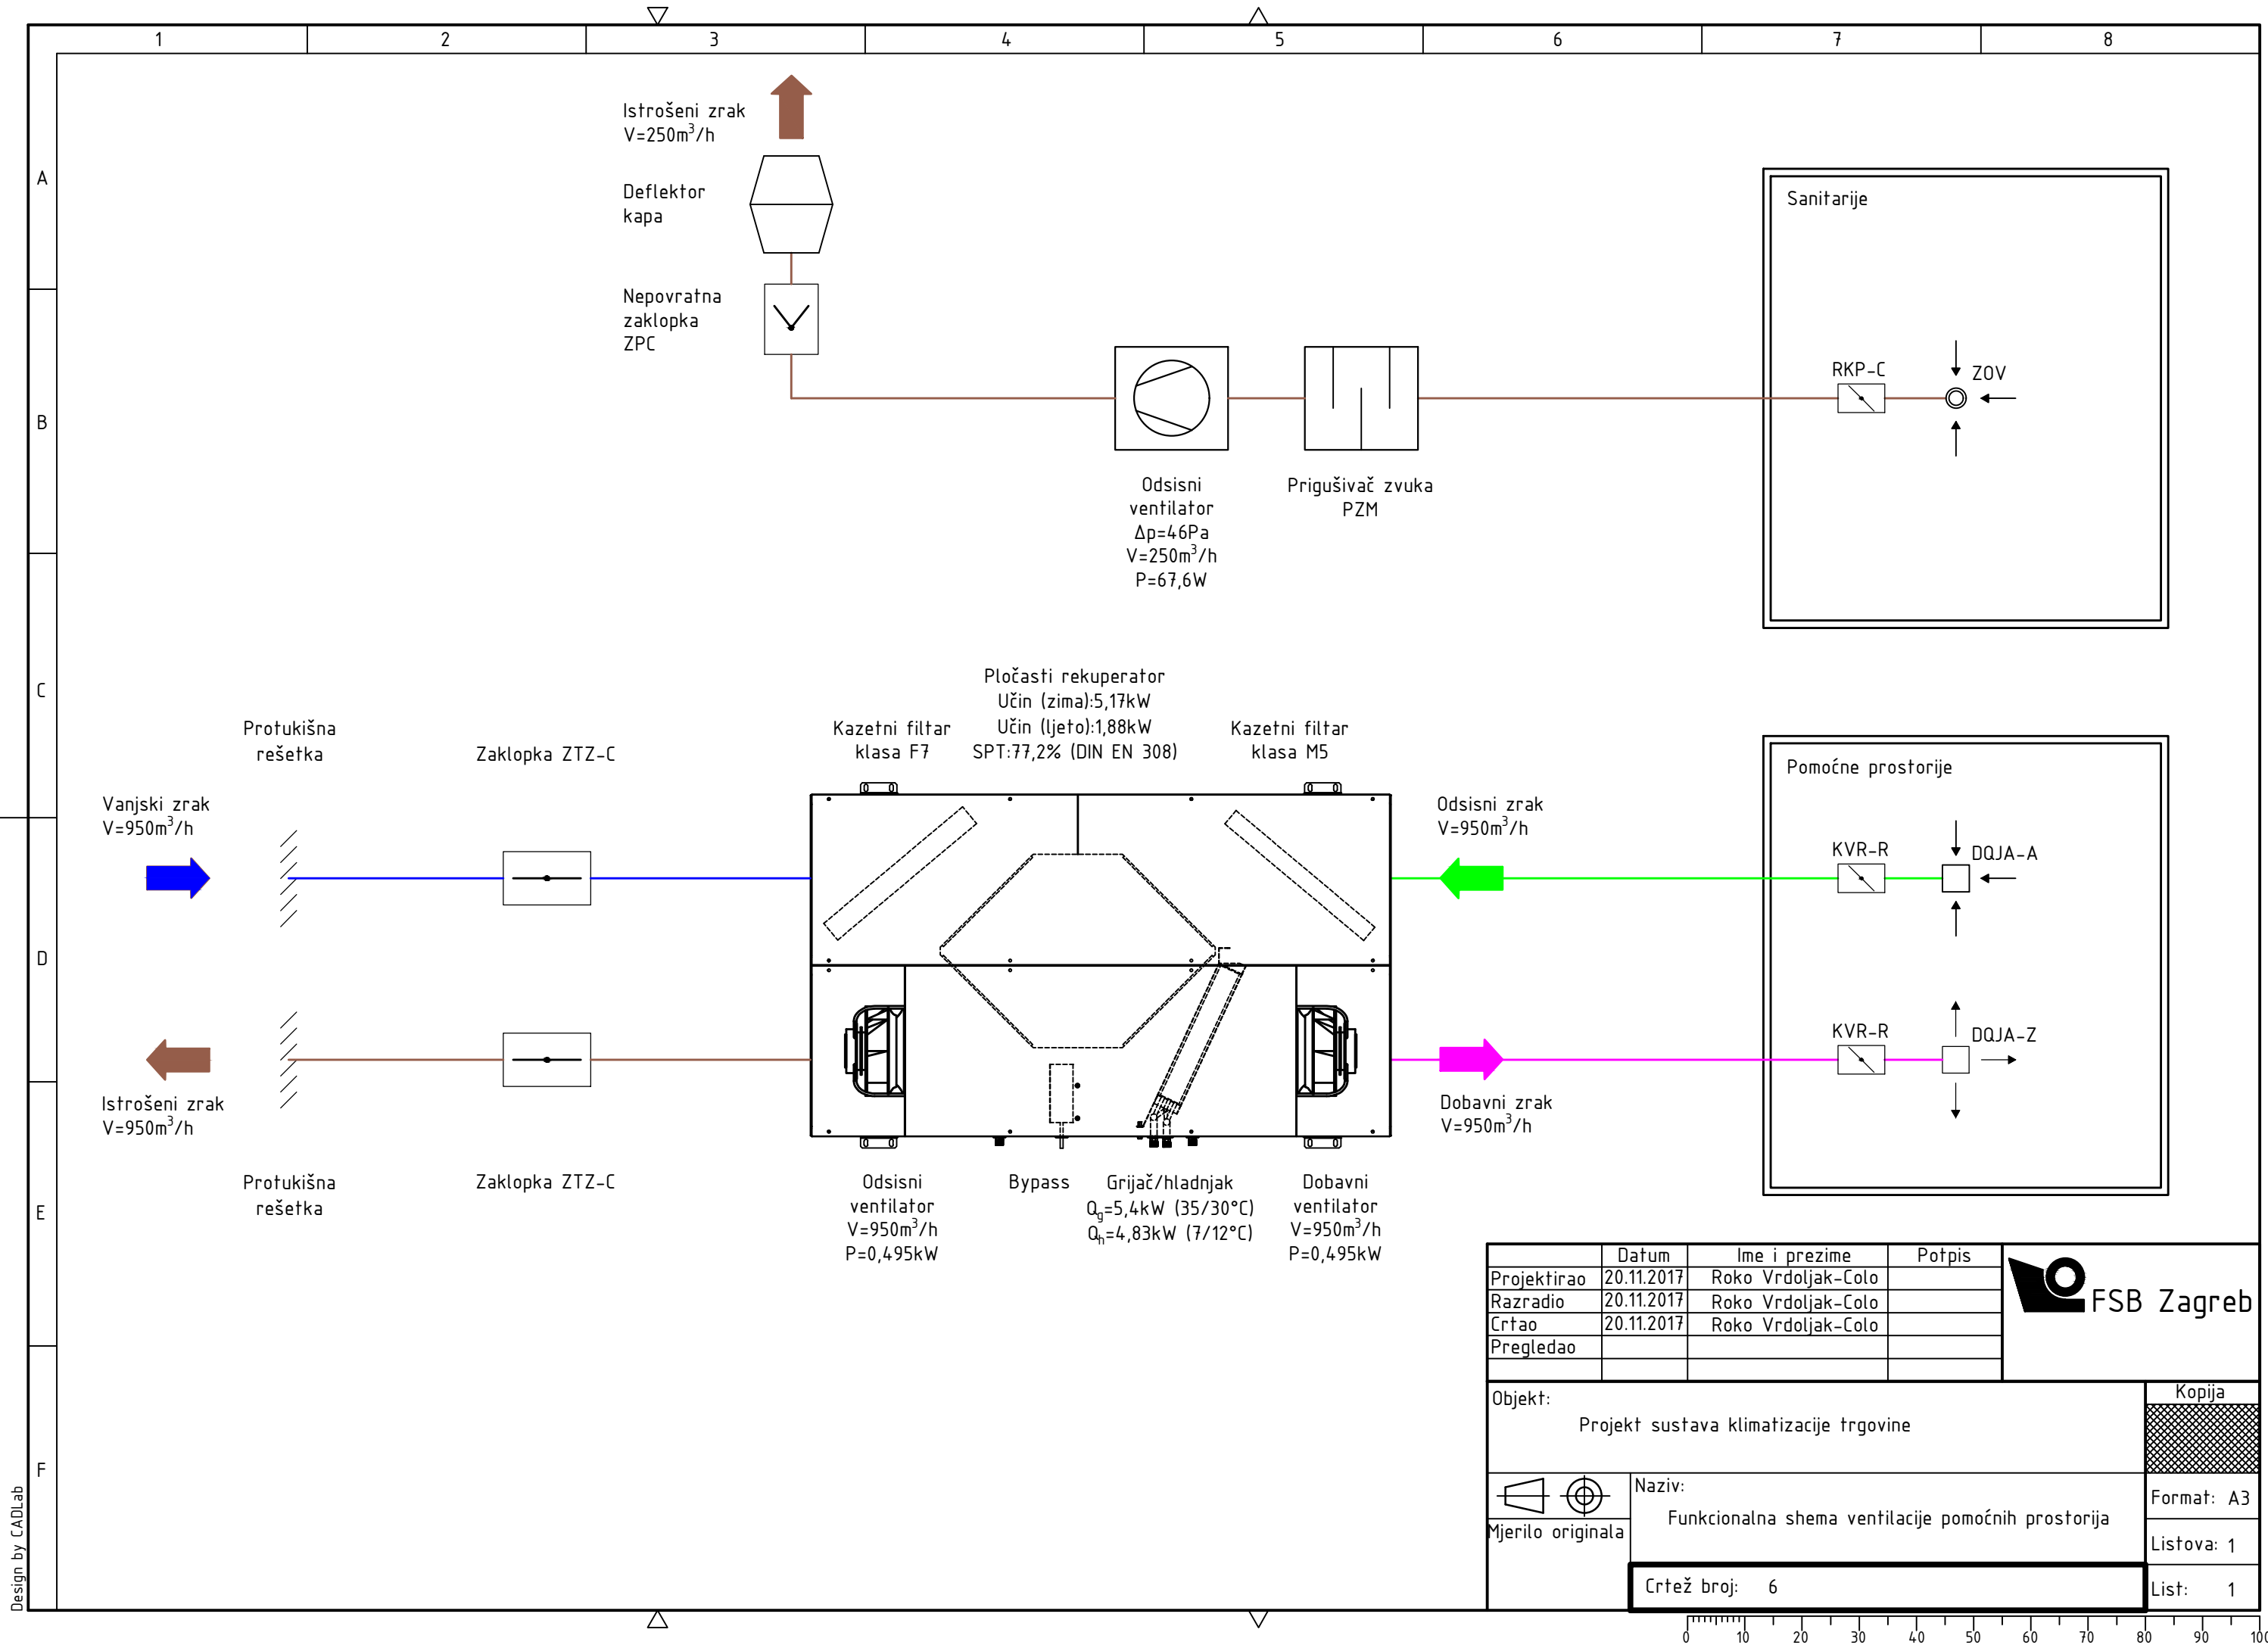 1 2 3 4 5 6 7 8
A
B
C
D
E
F
Istrošeni zrak
V=250m³/h
Deflektor
kapa
Nepovratna
zaklopka
ZPC
Odsisni
ventilator
Δp=46Pa
V=250m³/h
P=67,6W
Prigušivač zvuka
PZM
Sanitarije
RKP-C
ZOV
Protukišna
rešetka
Zaklopka ZTZ-C
Kazetni filtar
klasa F7
Pločasti rekuperator
Učin (zima):5,17kW
Učin (ljeto):1,88kW
SPT:77,2% (DIN EN 308)
Kazetni filtar
klasa M5
Vanjski zrak
V=950m³/h
Odsisni zrak
V=950m³/h
Pomoćne prostorije
KVR-R
DQJA-A
KVR-R
DQJA-Z
Istrošeni zrak
V=950m³/h
Dobavni zrak
V=950m³/h
Protukišna
rešetka
Zaklopka ZTZ-C
Odsisni
ventilator
V=950m³/h
P=0,495kW
Bypass
Grijač/hladnjak
Qg=5,4kW (35/30°C)
Qh=4,83kW (7/12°C)
Dobavni
ventilator
V=950m³/h
P=0,495kW
Datum Ime i prezime Potpis
Projektirao 20.11.2017 Roko Vrdoljak-Colo
Razradio 20.11.2017 Roko Vrdoljak-Colo
Crtao 20.11.2017 Roko Vrdoljak-Colo
Pregledao
FSB Zagreb
Objekt:
Projekt sustava klimatizacije trgovine
Kopija
Mjerilo originala
Naziv:
Funkcionalna shema ventilacije pomoćnih prostorija
Format: A3
Listova: 1
Crtež broj: 6
List: 1
Design by CADLab
0 10 20 30 40 50 60 70 80 90 100